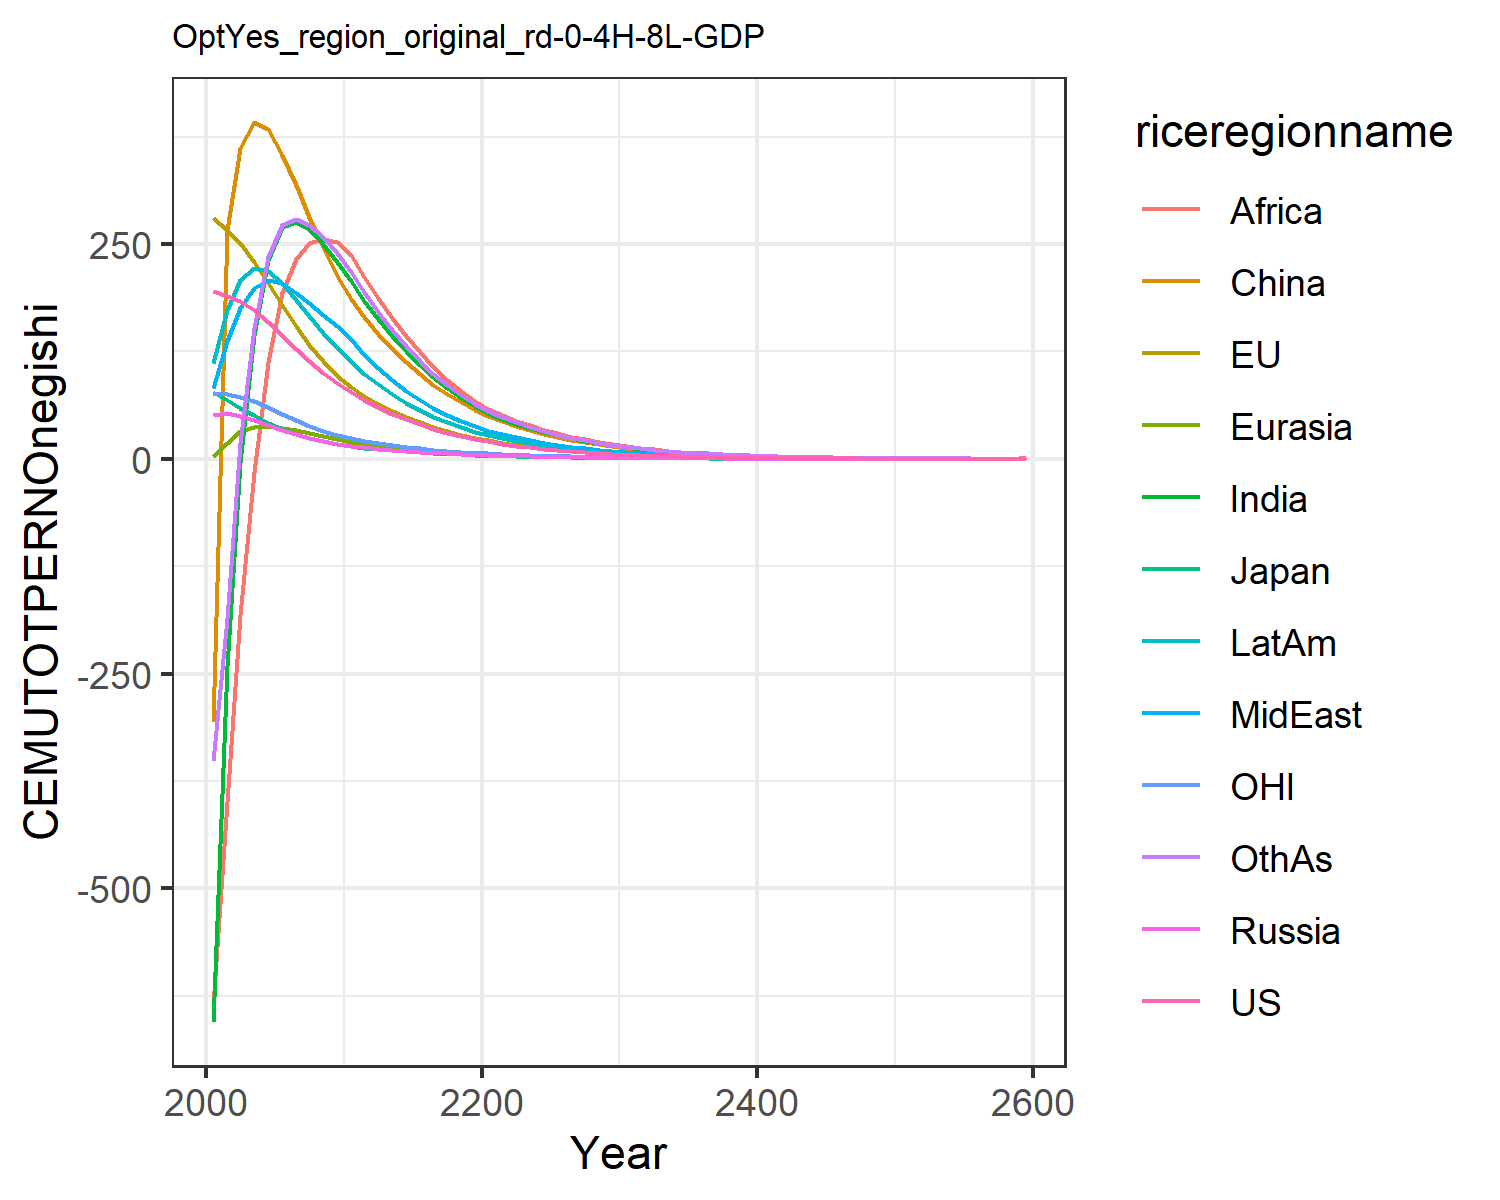 OptYes_region_original_rd-0-4H-8L-GDP
CEMUTOTPERNOnegishi
250
0
-250
-500
2000
2200
2400
2600
Year
riceregionname
Africa
China
EU
Eurasia
India
Japan
LatAm
MidEast
OHI
OthAs
Russia
US